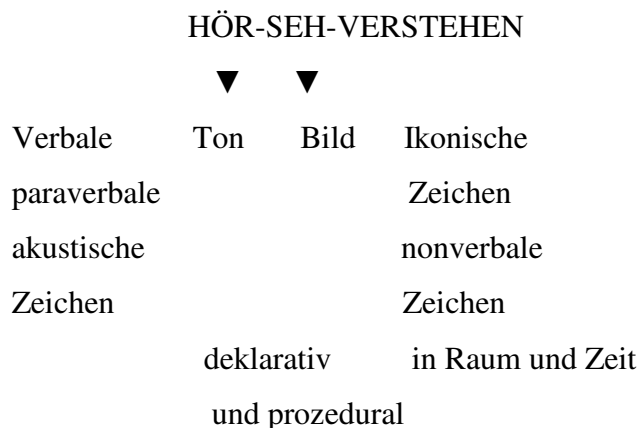 HÖR-SEH-VERSTEHEN
▼ ▼
Verbale Ton Bild Ikonische
paraverbale Zeichen
akustische nonverbale
Zeichen Zeichen
deklarativ in Raum und Zeit
und prozedural